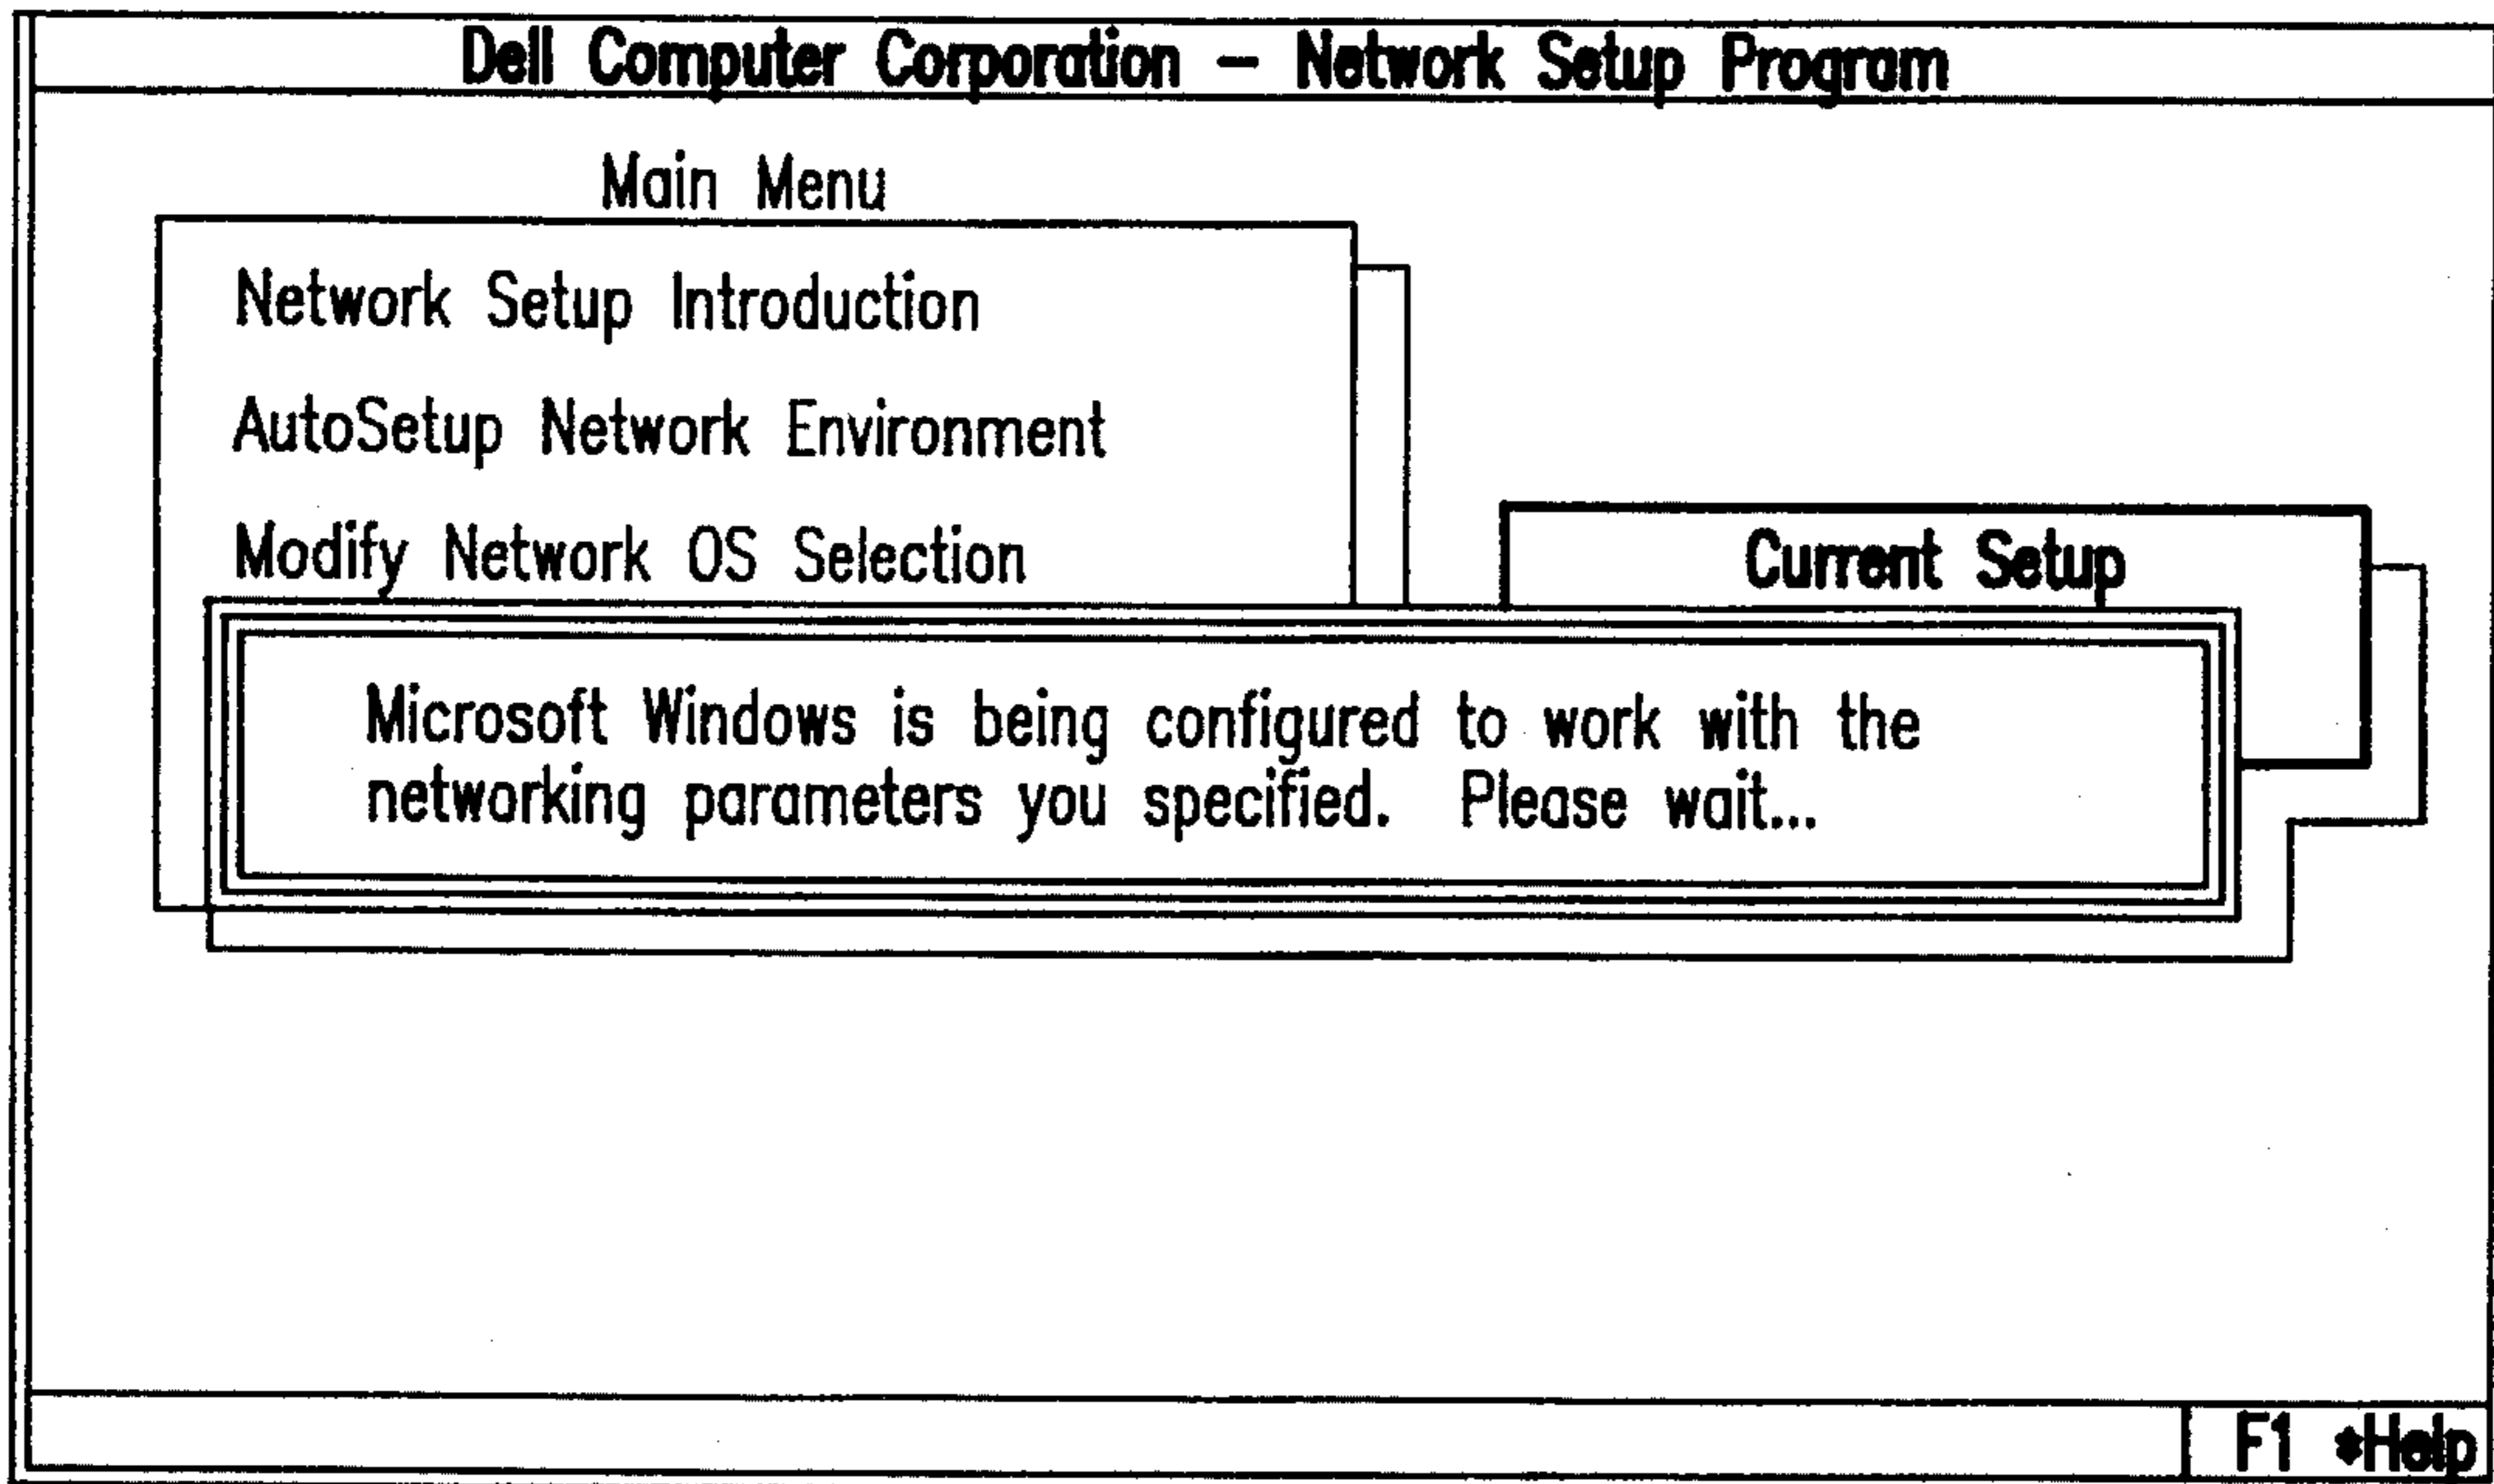 Dell Computer Corporation – Network Setup Program
Main Menu
Network Setup Introduction
AutoSetup Network Environment
Modify Network OS Selection
Current Setup
Microsoft Windows is being configured to work with the
networking parameters you specified.  Please wait...
F1 *Help